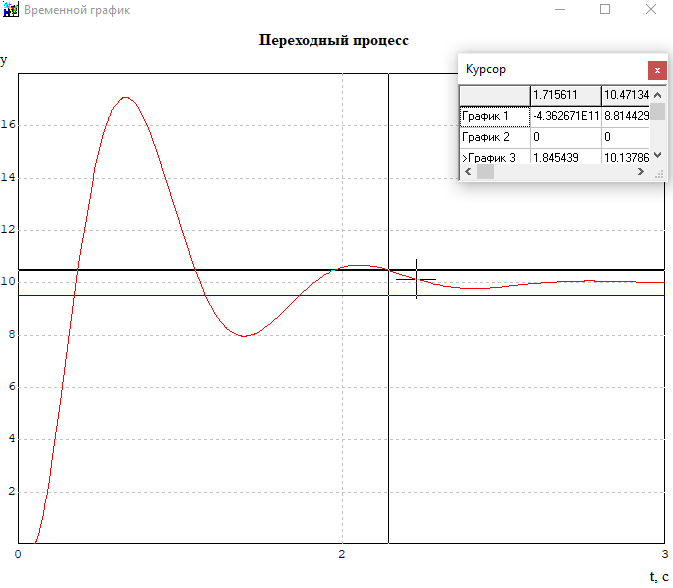 Временной график
Переходный процесс
y
Курсор
1.715611 10.47134
График 1 -4.362671E11 8.814429
График 2 0 0
>График 3 1.845439 10.13786
16
14
12
10
8
6
4
2
0 2 3
t, c